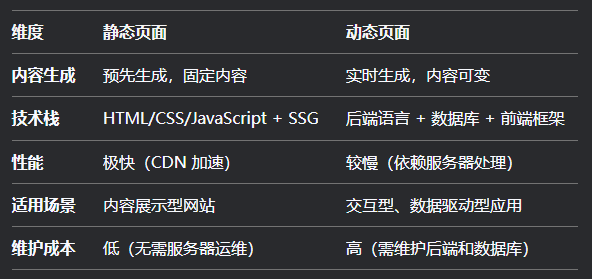 维度 静态页面 动态页面
内容生成 预先生成，固定内容 实时生成，内容可变
技术栈 HTML/CSS/JavaScript + SSG 后端语言 + 数据库 + 前端框架
性能 极快（CDN 加速） 较慢（依赖服务器处理）
适用场景 内容展示型网站 交互型、数据驱动型应用
维护成本 低（无需服务器运维） 高（需维护后端和数据库）